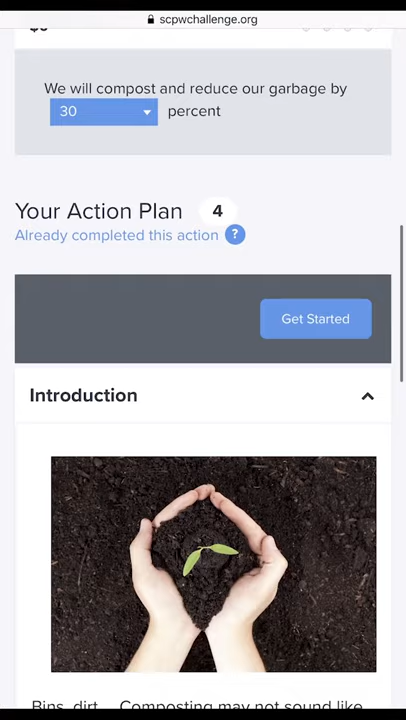 scpwchallenge.org
We will compost and reduce our garbage by
30 percent
Your Action Plan 4
Already completed this action ?
Get Started
Introduction
Bins, dirt... Composting may not sound like